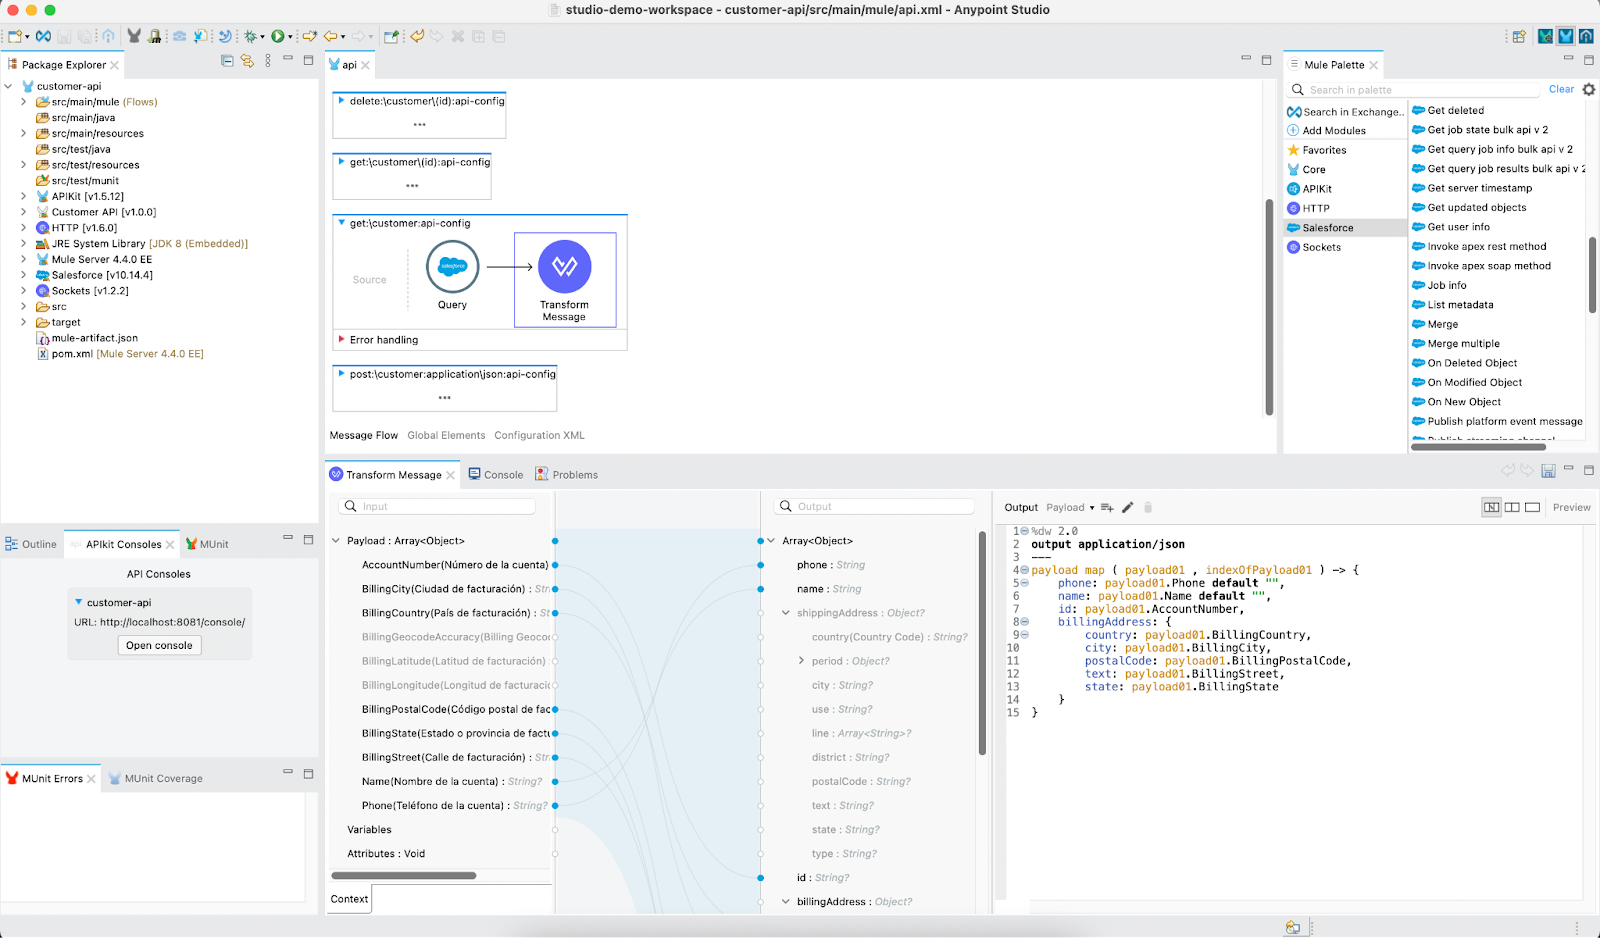 studio-demo-workspace - customer-api/src/main/mule/api.xml - Anypoint Studio
Package Explorer
customer-api
src/main/mule (Flows)
src/main/java
src/main/resources
src/test/java
src/test/resources
src/test/munit
APIKit [v1.5.12]
Customer API [v1.0.0]
HTTP [v1.6.0]
JRE System Library [JDK 8 (Embedded)]
Mule Server 4.4.0 EE
Salesforce [v10.14.4]
Sockets [v1.2.2]
src
target
mule-artifact.json
pom.xml [Mule Server 4.4.0 EE]
Outline
APIkit Consoles
MUnit
API Consoles
customer-api
URL: http://localhost:8081/console/
Open console
MUnit Errors
MUnit Coverage
api
delete:\customer\(id):api-config
get:\customer\(id):api-config
get:\customer:api-config
Source
salesforce
Query
Transform
Message
Error handling
post:\customer:application\json:api-config
Message Flow
Global Elements
Configuration XML
Mule Palette
Search in palette
Clear
Search in Exchange..
Add Modules
Favorites
Core
APIKit
HTTP
Salesforce
Sockets
Get deleted
Get job state bulk api v 2
Get query job info bulk api v 2
Get query job results bulk api v 2
Get server timestamp
Get updated objects
Get user info
Invoke apex rest method
Invoke apex soap method
Job info
List metadata
Merge
Merge multiple
On Deleted Object
On Modified Object
On New Object
Publish platform event message
Transform Message
Console
Problems
Input
Payload : Array<Object>
AccountNumber(Número de la cuenta)
BillingCity(Ciudad de facturación) : Str
BillingCountry(País de facturación) : St
BillingGeocodeAccuracy(Billing Geoco
BillingLatitude(Latitud de facturación)
BillingLongitude(Longitud de facturaci
BillingPostalCode(Código postal de fac
BillingState(Estado o provincia de fact
BillingStreet(Calle de facturación) : Str
Name(Nombre de la cuenta) : String?
Phone(Teléfono de la cuenta) : String?
Variables
Attributes : Void
Context
Output
Array<Object>
phone : String
name : String
shippingAddress : Object?
country(Country Code) : String?
period : Object?
city : String?
use : String?
line : Array<String>?
district : String?
postalCode : String?
text : String?
state : String?
type : String?
id : String?
billingAddress : Object?
Output Payload
Preview
1 %dw 2.0
2 output application/json
3 ---
4 payload map ( payload01 , indexOfPayload01 ) -> {
5 phone: payload01.Phone default "",
6 name: payload01.Name default "",
7 id: payload01.AccountNumber,
8 billingAddress: {
9 country: payload01.BillingCountry,
10 city: payload01.BillingCity,
11 postalCode: payload01.BillingPostalCode,
12 text: payload01.BillingStreet,
13 state: payload01.BillingState
14 }
15 }